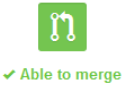 ✔ Able to merge